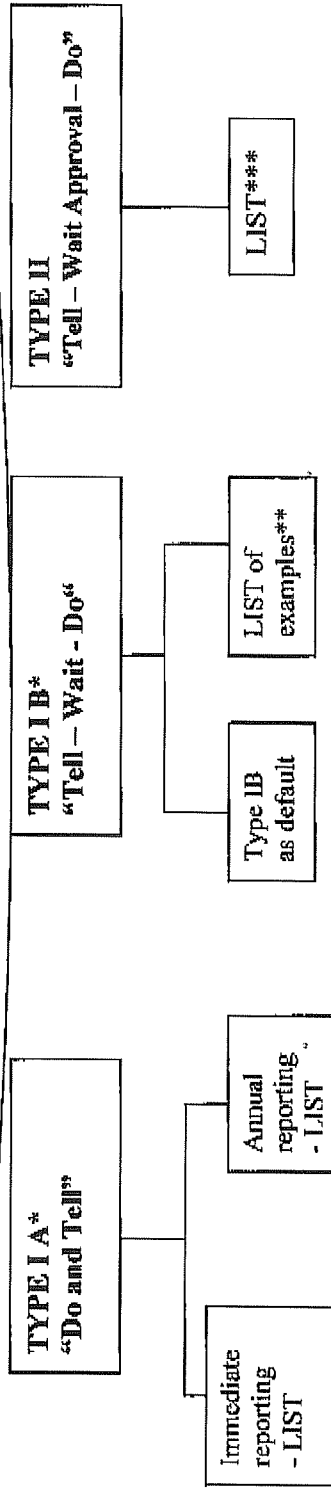 TYPE I A*
“Do and Tell”
Immediate
reporting
- LIST
Annual
reporting
- LIST
TYPE I B*
“Tell – Wait - Do“
Type IB
as default
LIST of
examples**
TYPE II
“Tell – Wait Approval – Do”
LIST***